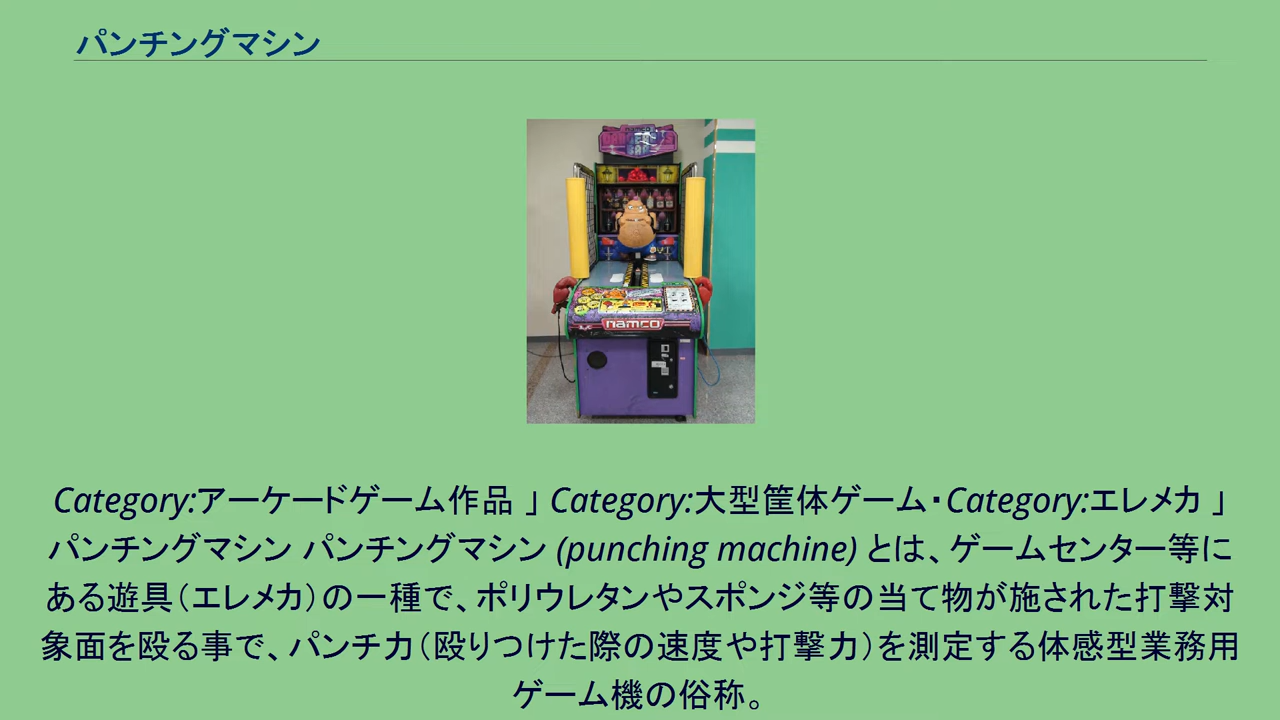 パンチングマシン
namco
Category:アーケードゲーム作品 」 Category:大型筐体ゲーム・Category:エレメカ 」
パンチングマシン パンチングマシン (punching machine) とは、ゲームセンター等に
ある遊具（エレメカ）の一種で、ポリウレタンやスポンジ等の当て物が施された打撃対
象面を殴る事で、パンチ力（殴りつけた際の速度や打撃力）を測定する体感型業務用
ゲーム機の俗称。